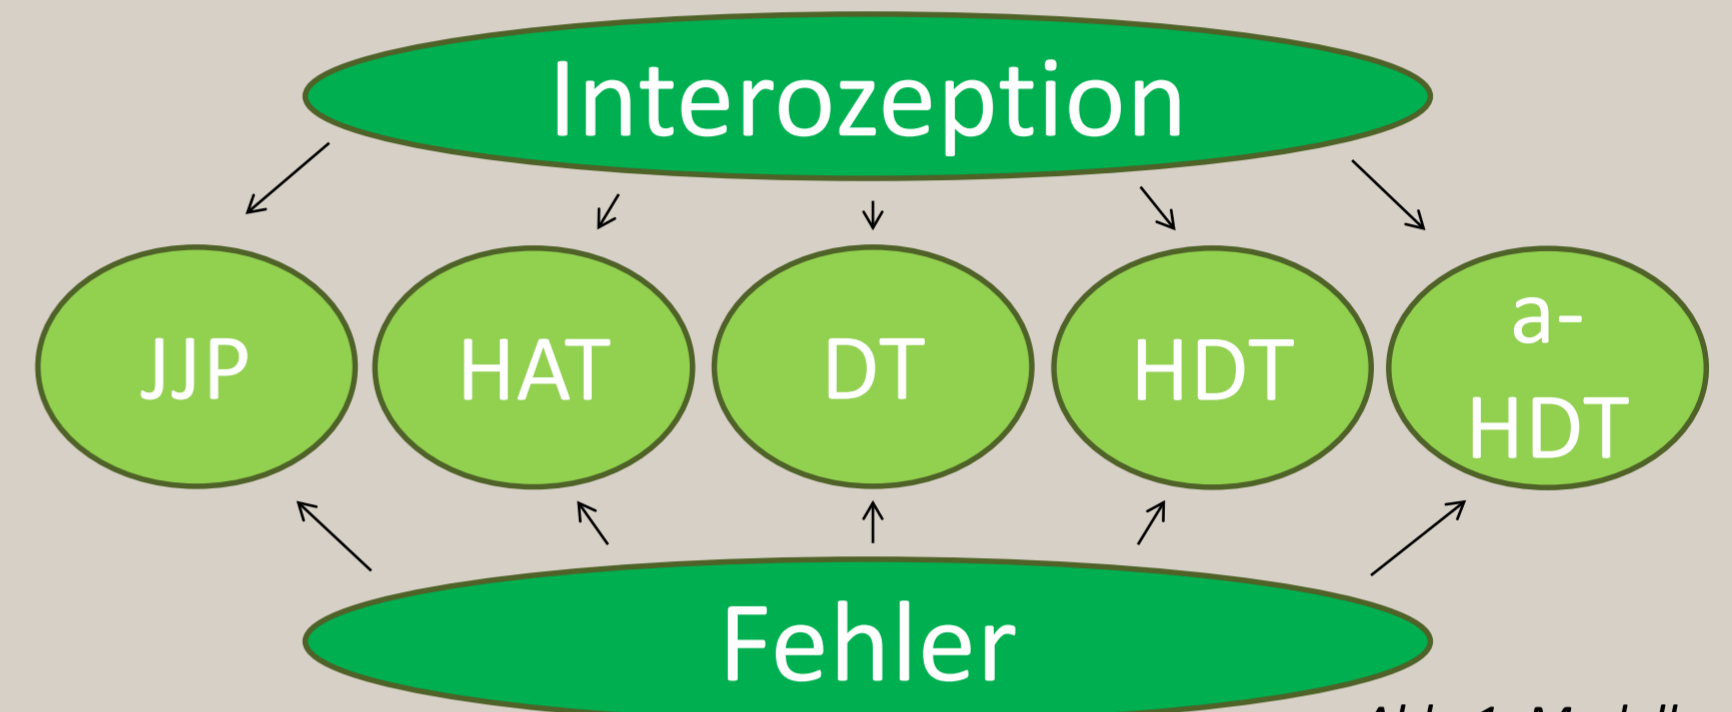 Interozeption
JJP
HAT
DT
HDT
a-
HDT
Fehler